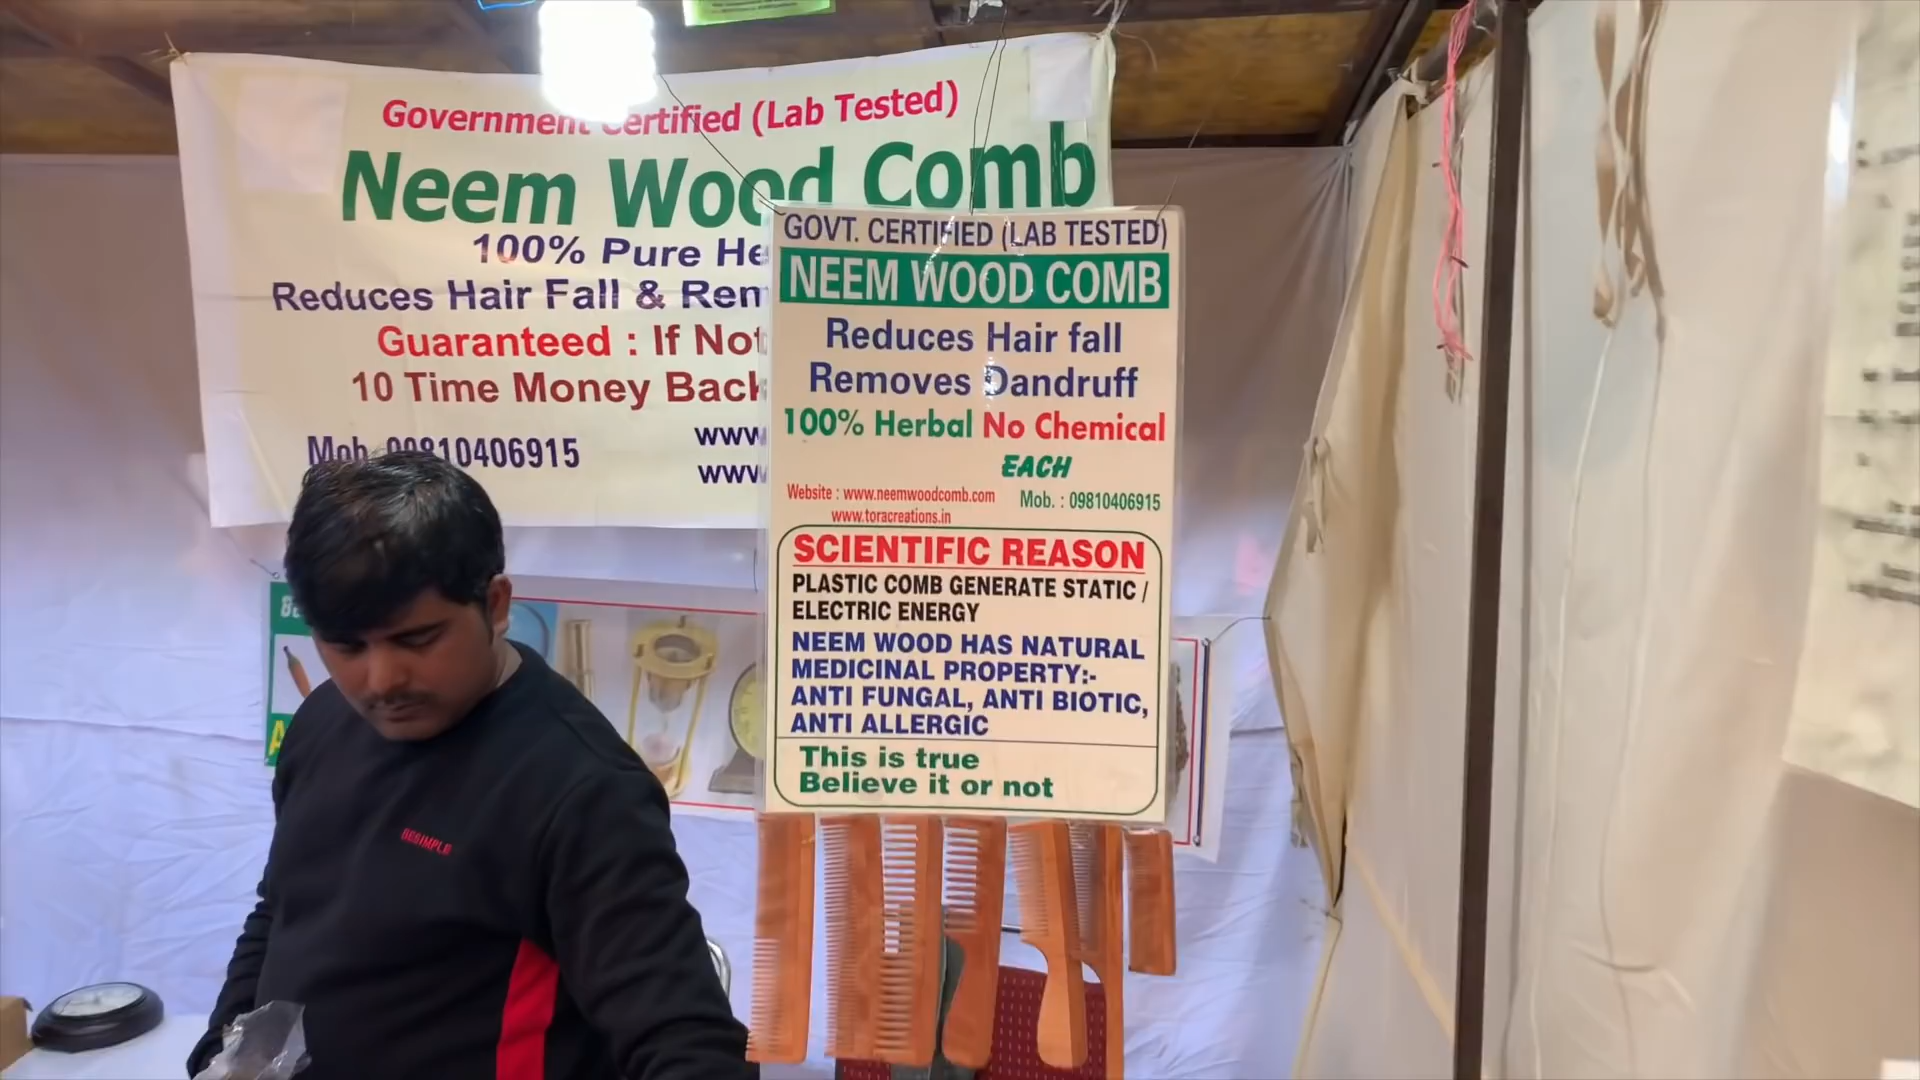 Government Certified (Lab Tested)
Neem Wood Comb
100% Pure He
Reduces Hair Fall & Rem
Guaranteed : If Not
10 Time Money Back
Mob. 09810406915
www
www
GOVT. CERTIFIED (LAB TESTED)
NEEM WOOD COMB
Reduces Hair fall
Removes Dandruff
100% Herbal No Chemical
EACH
Website : www.neemwoodcomb.com Mob. : 09810406915
www.toracreations.in
SCIENTIFIC REASON
PLASTIC COMB GENERATE STATIC /
ELECTRIC ENERGY
NEEM WOOD HAS NATURAL
MEDICINAL PROPERTY:-
ANTI FUNGAL, ANTI BIOTIC,
ANTI ALLERGIC
This is true
Believe it or not